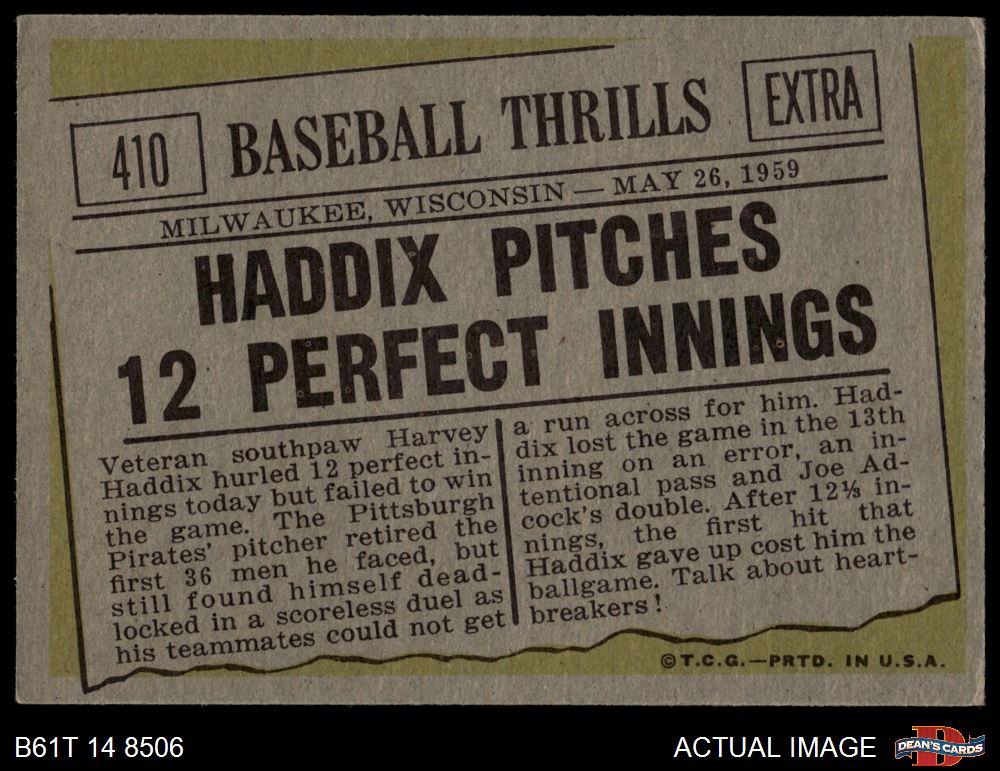 410
BASEBALL THRILLS
EXTRA
MILWAUKEE, WISCONSIN — MAY 26, 1959
HADDIX PITCHES
12 PERFECT INNINGS
Veteran southpaw Harvey
Haddix hurled 12 perfect in-
nings today but failed to win
the game. The Pittsburgh
Pirates' pitcher retired the
first 36 men he faced, but
still found himself dead-
locked in a scoreless duel as
his teammates could not get
a run across for him. Had-
dix lost the game in the 13th
inning on an error, an in-
tentional pass and Joe Ad-
cock's double. After 12⅓ in-
nings, the first hit that
Haddix gave up cost him the
ballgame. Talk about heart-
breakers!
© T.C.G.—PRTD. IN U.S.A.
B61T 14 8506
ACTUAL IMAGE
D
DEAN'S CARDS